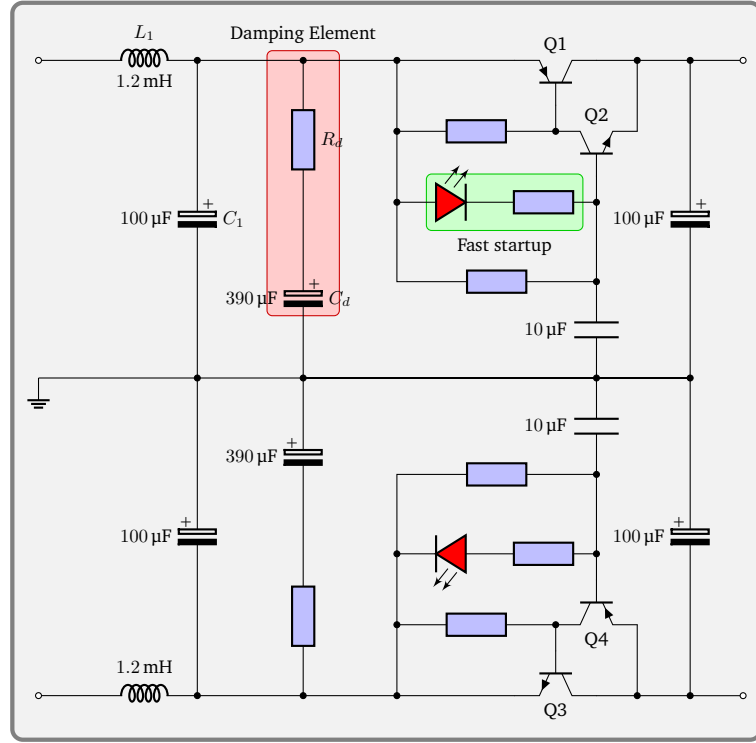 Damping Element
L1
Q1
1.2 mH
Q2
Rd
100 µF
C1
100 µF
Fast startup
390 µF
Cd
10 µF
10 µF
390 µF
100 µF
100 µF
Q4
1.2 mH
Q3